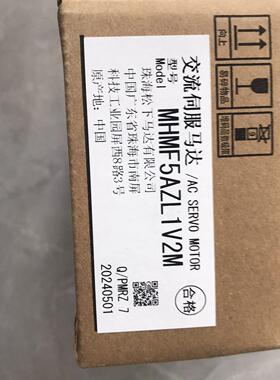 交流伺服马达 /AC SERVO MOTOR
型号
Model MHMF5AZL1V2M
珠海松下马达有限公司
中国广东省珠海市南屏
科技工业园屏西8路3号
原产地：中国
合格
Q/PMRZ 7
20240501
向上
易碎物品